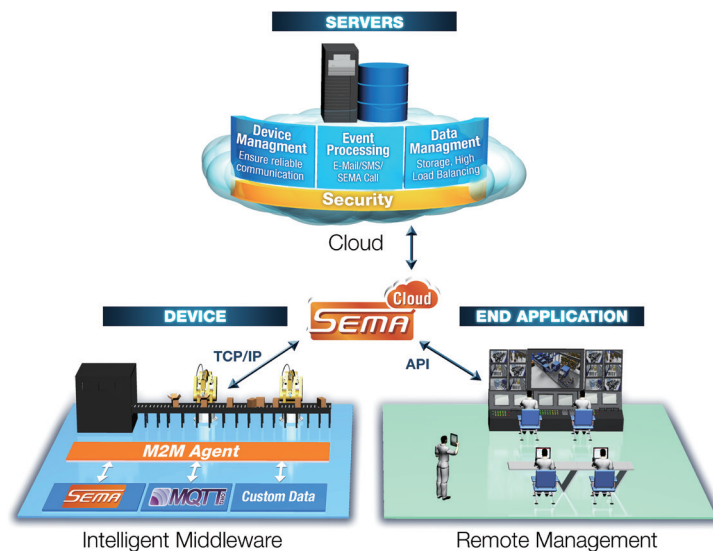 SERVERS
Device
Managment
Ensure reliable
communication
Event
Processing
E-Mail/SMS/
SEMA Call
Data
Managment
Storage, High
Load Balancing
Security
Cloud
DEVICE
Cloud
SEMA
END APPLICATION
TCP/IP
API
M2M Agent
SEMA
MQTT
Custom Data
Intelligent Middleware
Remote Management